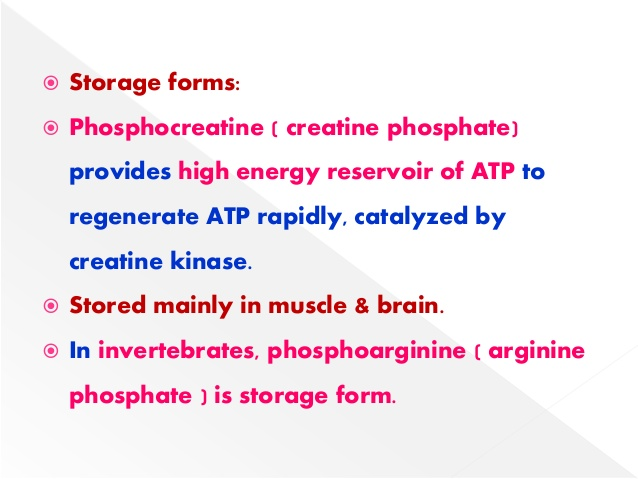 Storage forms:
Phosphocreatine ( creatine phosphate)
provides high energy reservoir of ATP to
regenerate ATP rapidly, catalyzed by
creatine kinase.
Stored mainly in muscle & brain.
In invertebrates, phosphoarginine ( arginine
phosphate ) is storage form.